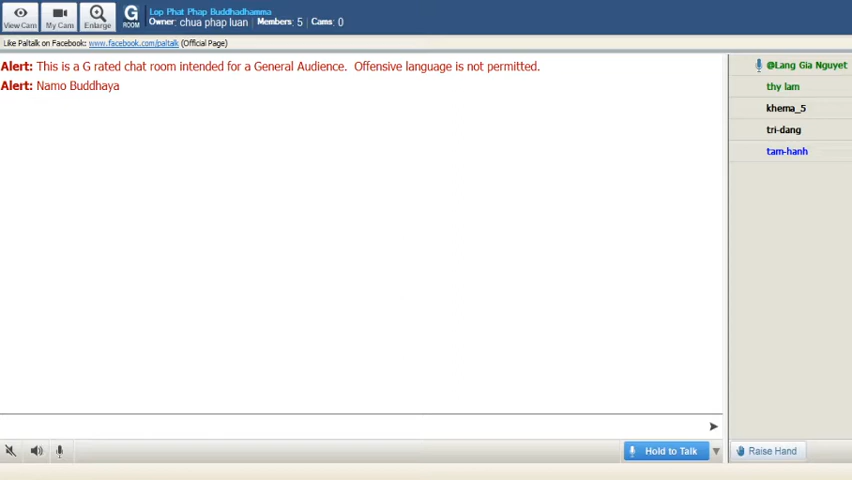 View Cam
My Cam
Enlarge
G
ROOM
Lop Phat Phap Buddhadhamma
Owner: chua phap luan Members: 5 Cams: 0
Like Paltalk on Facebook: www.facebook.com/paltalk (Official Page)
Alert: This is a G rated chat room intended for a General Audience. Offensive language is not permitted.
Alert: Namo Buddhaya
@Lang Gia Nguyet
thy lam
khema_5
tri-dang
tam-hanh
Hold to Talk
Raise Hand